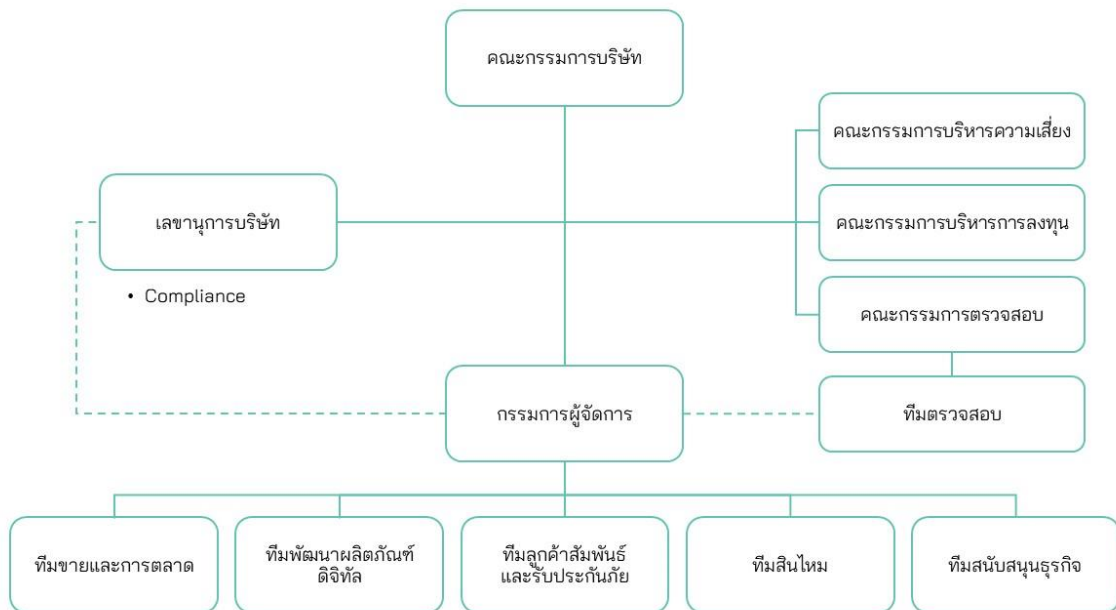 คณะกรรมการบริษัท
คณะกรรมการบริหารความเสี่ยง
เลขานุการบริษัท
คณะกรรมการบริหารการลงทุน
• Compliance
คณะกรรมการตรวจสอบ
กรรมการผู้จัดการ
ทีมตรวจสอบ
ทีมขายและการตลาด
ทีมพัฒนาผลิตภัณฑ์
ดิจิทัล
ทีมลูกค้าสัมพันธ์
และรับประกันภัย
ทีมสินไหม
ทีมสนับสนุนธุรกิจ